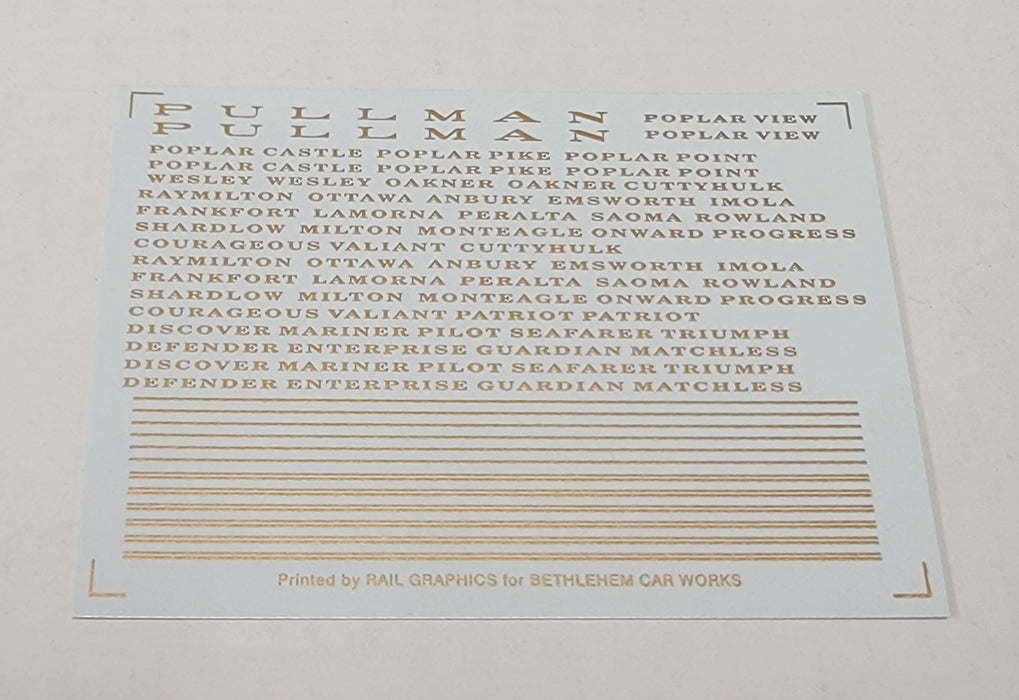 PULLMAN POPLAR VIEW
PULLMAN POPLAR VIEW
POPLAR CASTLE POPLAR PIKE POPLAR POINT
POPLAR CASTLE POPLAR PIKE POPLAR POINT
WESLEY WESLEY OAKNER OAKNER CUTTYHULK
RAYMILTON OTTAWA ANBURY EMSWORTH IMOLA
FRANKFORT LAMORNA PERALTA SAOMA ROWLAND
SHARDLOW MILTON MONTEAGLE ONWARD PROGRESS
COURAGEOUS VALIANT CUTTYHULK
RAYMILTON OTTAWA ANBURY EMSWORTH IMOLA
FRANKFORT LAMORNA PERALTA SAOMA ROWLAND
SHARDLOW MILTON MONTEAGLE ONWARD PROGRESS
COURAGEOUS VALIANT PATRIOT PATRIOT
DISCOVER MARINER PILOT SEAFARER TRIUMPH
DEFENDER ENTERPRISE GUARDIAN MATCHLESS
DISCOVER MARINER PILOT SEAFARER TRIUMPH
DEFENDER ENTERPRISE GUARDIAN MATCHLESS
Printed by RAIL GRAPHICS for BETHLEHEM CAR WORKS